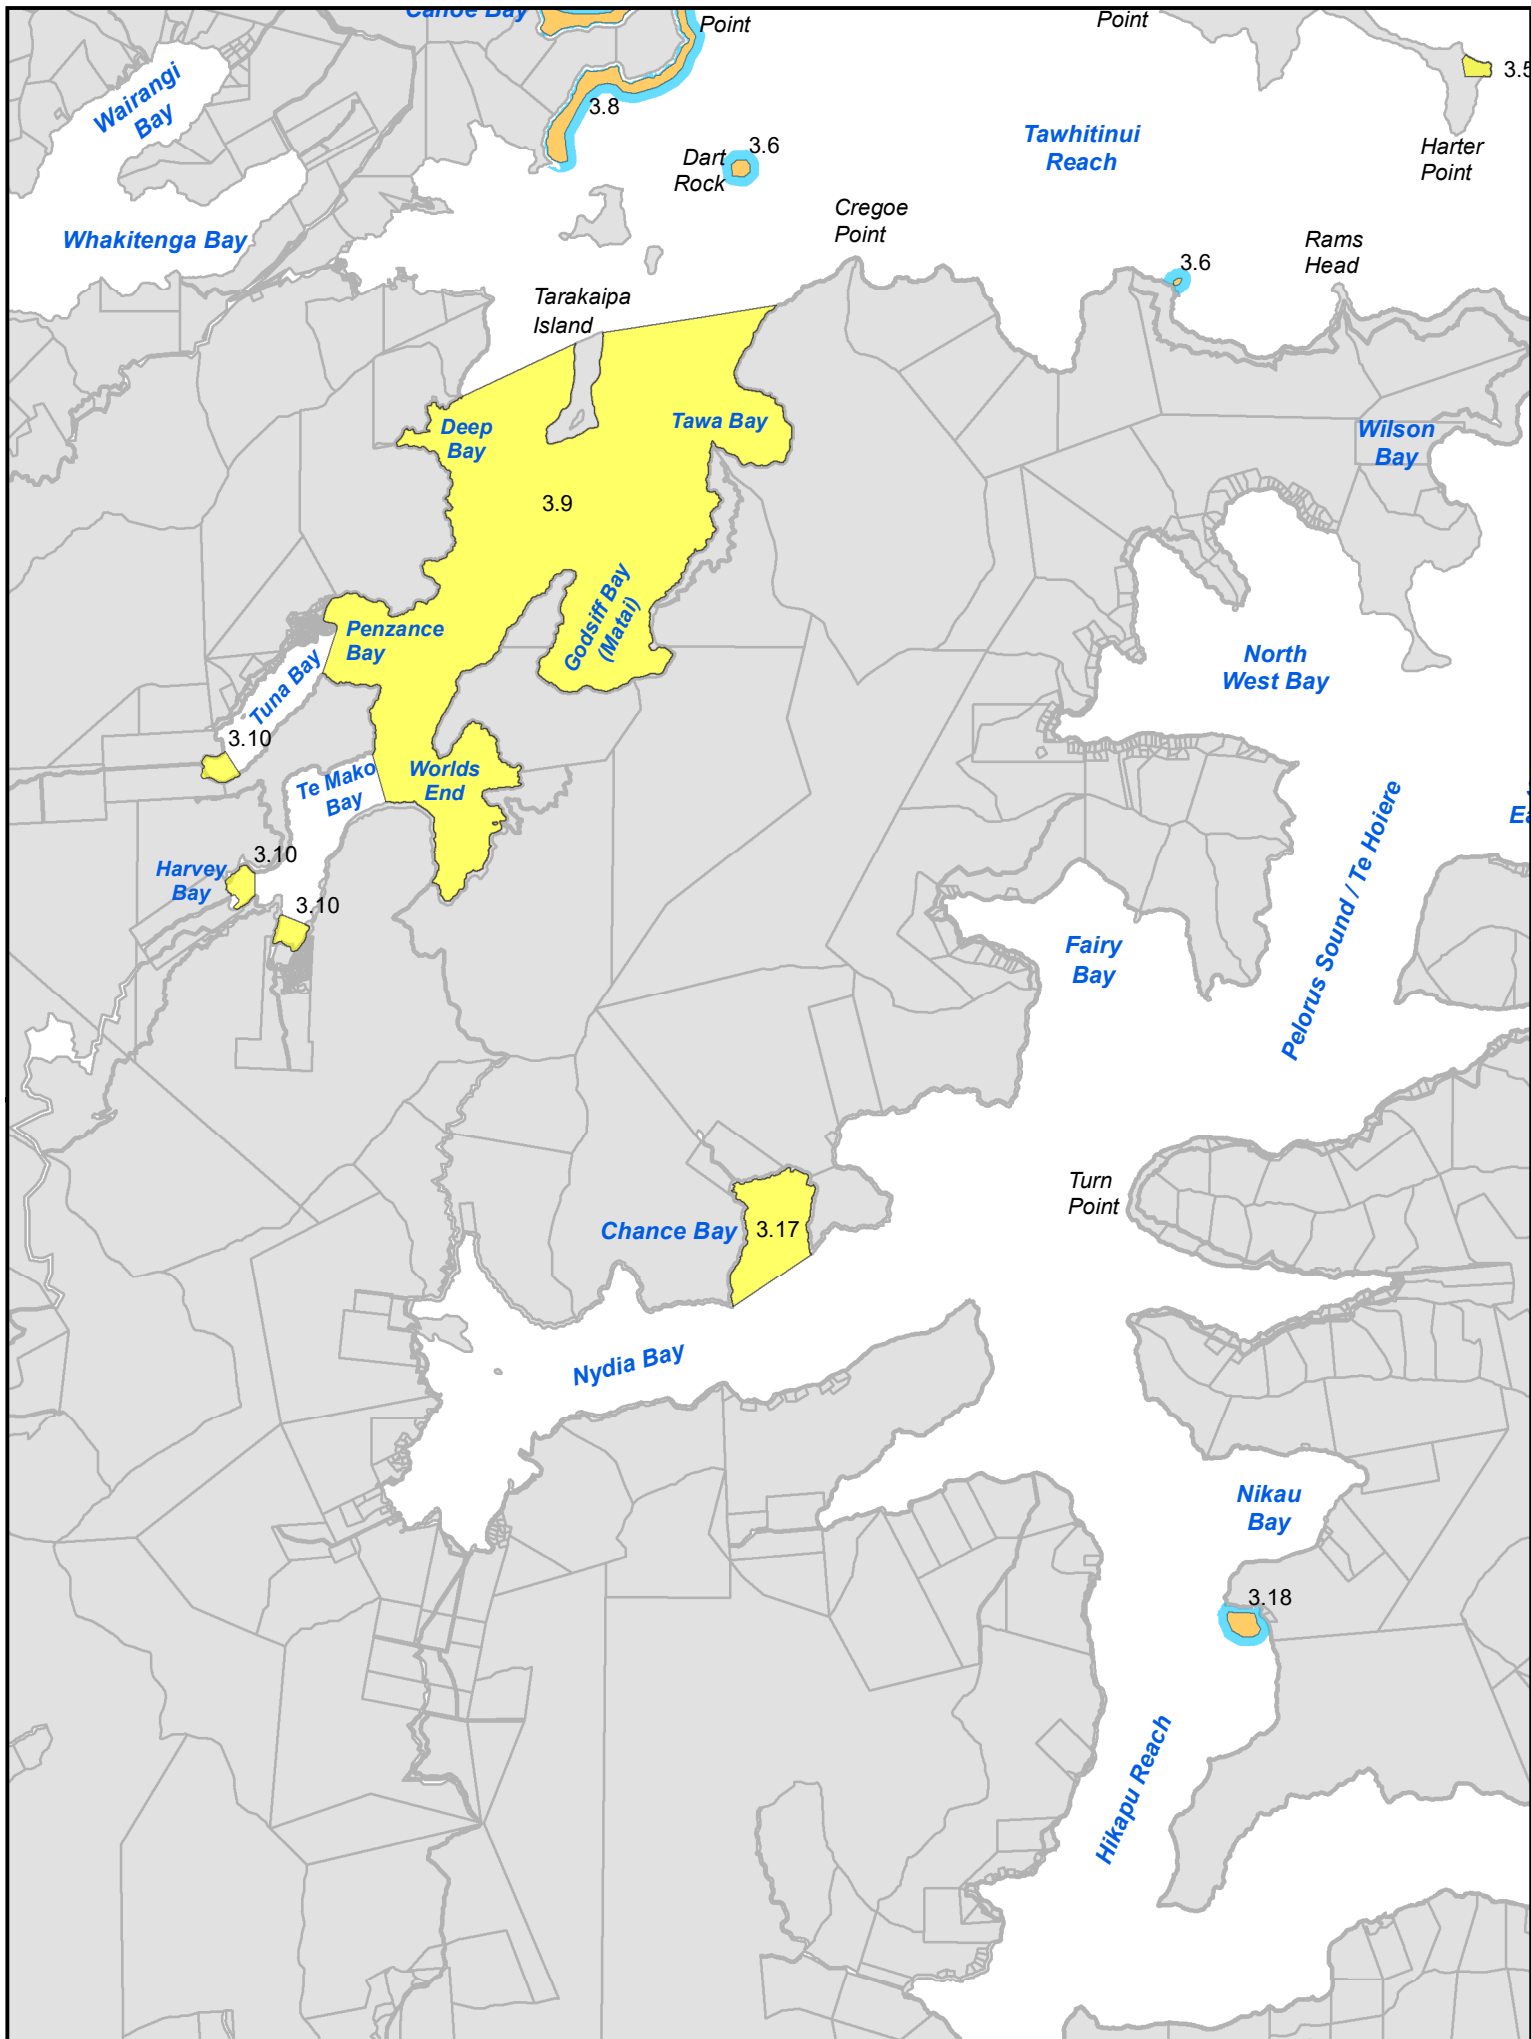 Canoe Bay
Point
Point
3.5
Wairangi
Bay
3.8
Tawhitinui
Reach
3.6
Dart
Rock
Harter
Point
Cregoe
Point
Whakitenga Bay
Rams
Head
3.6
Tarakaipa
Island
Deep
Bay
Tawa Bay
Wilson
Bay
3.9
Godsiff Bay
(Matai)
Penzance
Bay
North
West Bay
Tuna Bay
3.10
Te Mako
Bay
Worlds
End
Pelorus Sound / Te Hoiere
Ea
3.10
Harvey
Bay
3.10
Fairy
Bay
Turn
Point
Chance Bay
3.17
Nydia Bay
Nikau
Bay
3.18
Hikapu Reach